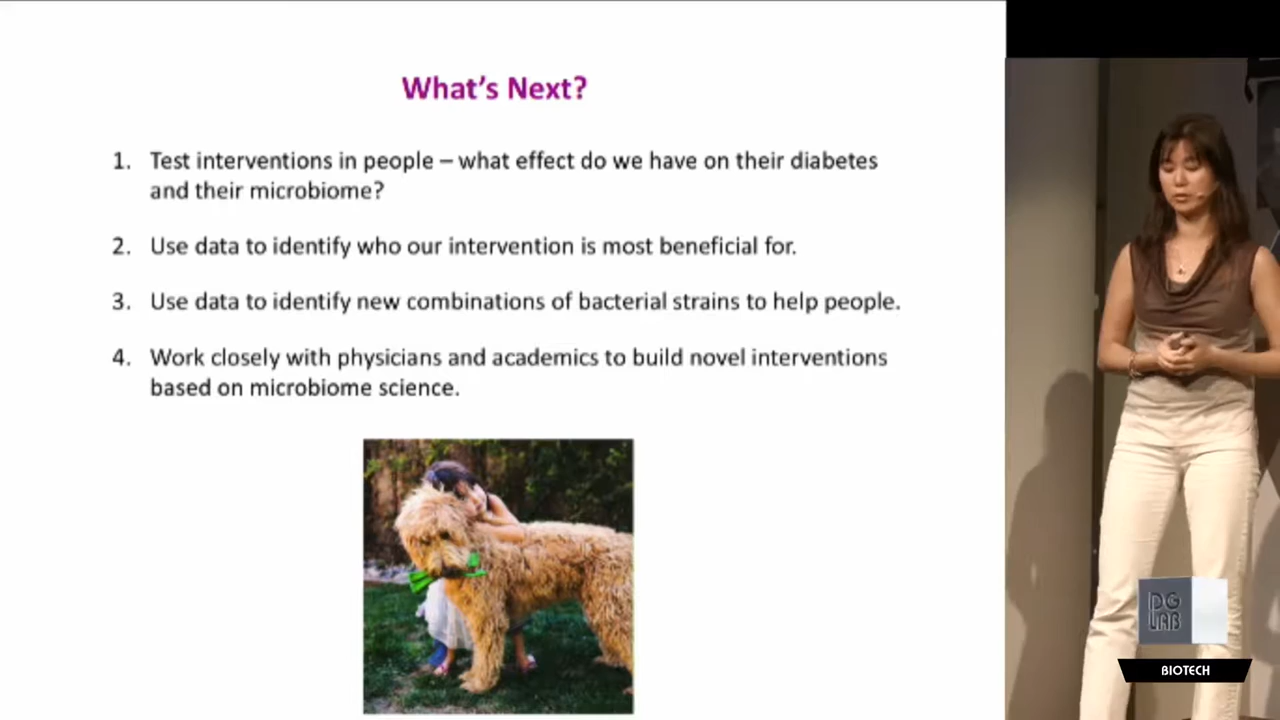 What's Next?
1. Test interventions in people – what effect do we have on their diabetes
and their microbiome?
2. Use data to identify who our intervention is most beneficial for.
3. Use data to identify new combinations of bacterial strains to help people.
4. Work closely with physicians and academics to build novel interventions
based on microbiome science.
DG
LAB
BIOTECH